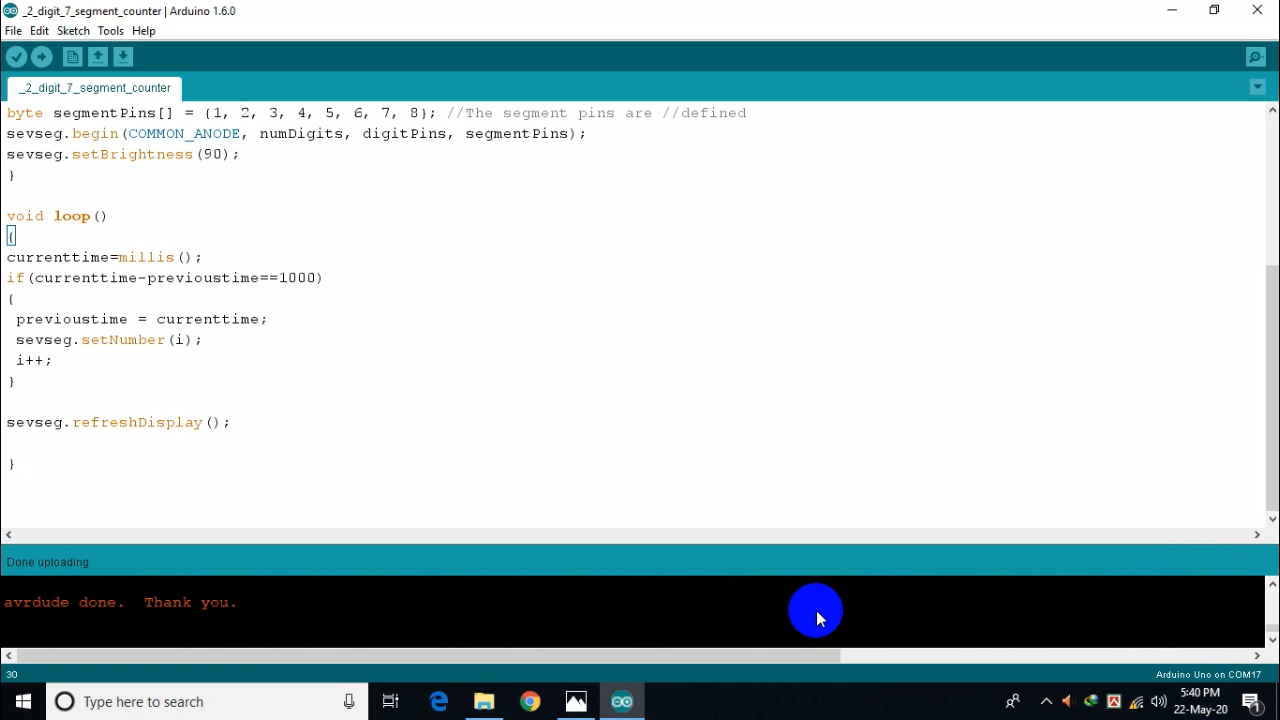 _2_digit_7_segment_counter | Arduino 1.6.0
File Edit Sketch Tools Help
_2_digit_7_segment_counter
byte segmentPins[] = {1, 2, 3, 4, 5, 6, 7, 8}; //The segment pins are //defined
sevseg.begin(COMMON_ANODE, numDigits, digitPins, segmentPins);
sevseg.setBrightness(90);
}
void loop()
{
currenttime=millis();
if(currenttime-previoustime==1000)
{
previoustime = currenttime;
sevseg.setNumber(i);
i++;
}
sevseg.refreshDisplay();
}
Done uploading.
avrdude done.  Thank you.
30
Arduino Uno on COM17
Type here to search
5:40 PM
22-May-20
1